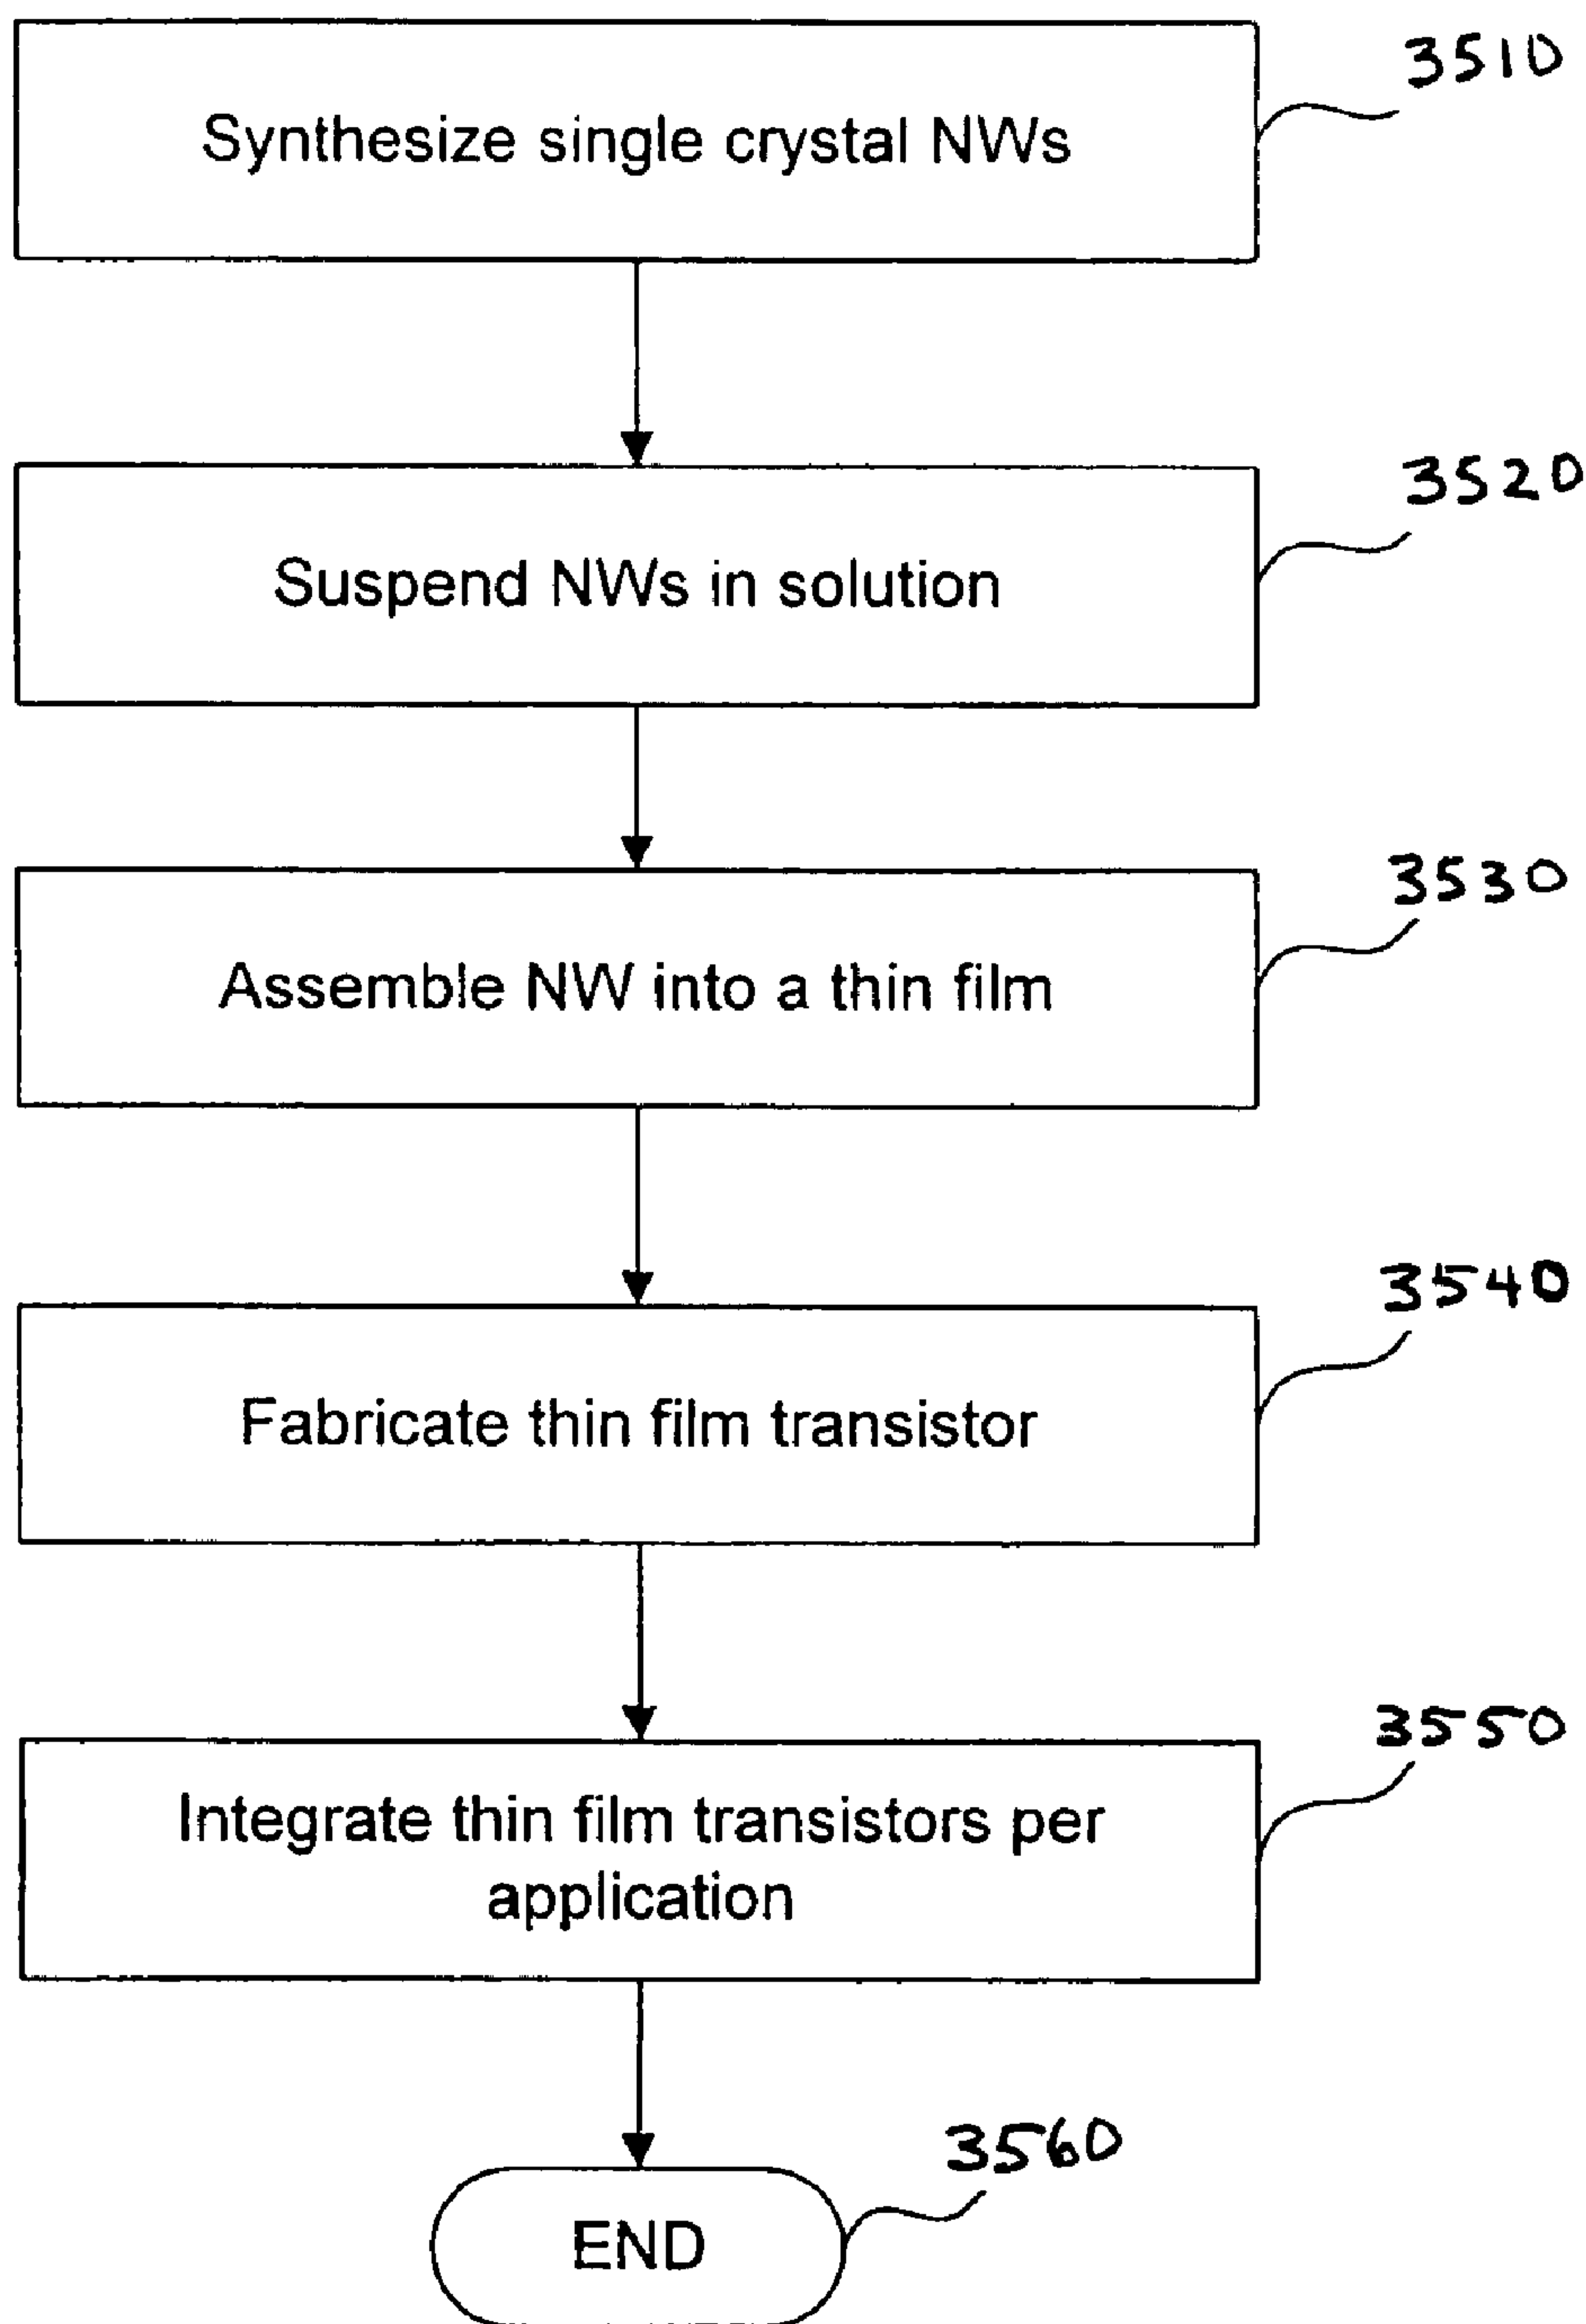 3510
Synthesize single crystal NWs
3520
Suspend NWs in solution
3530
Assemble NW into a thin film
3540
Fabricate thin film transistor
3550
Integrate thin film transistors per
application
3560
END